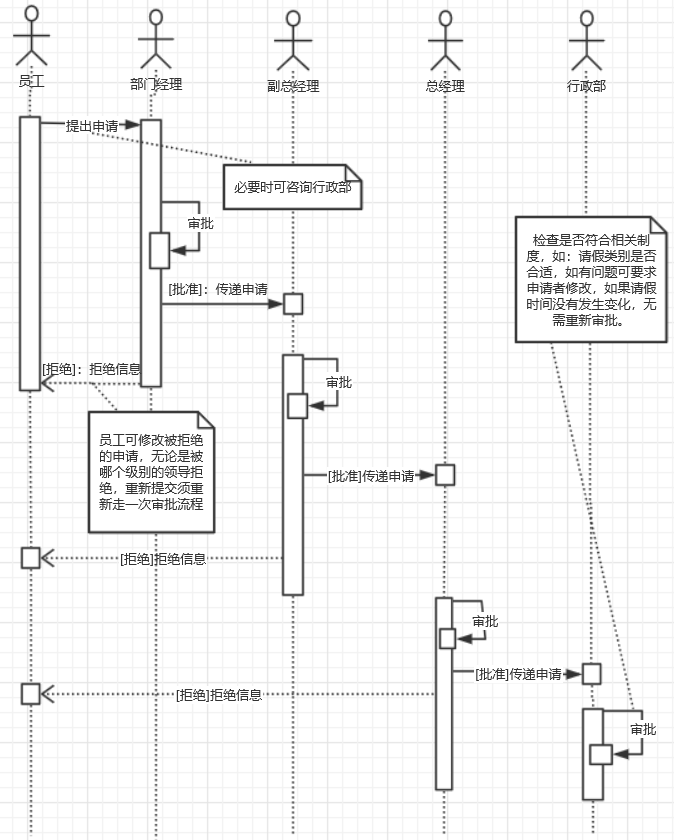 员工
部门经理
副总经理
总经理
行政部
提出申请
必要时可咨询行政部
审批
检查是否符合相关制
度，如：请假类别是否
合适，如有问题可要求
申请者修改，如果请假
时间没有发生变化，无
需重新审批。
[批准]：传递申请
[拒绝]：拒绝信息
审批
员工可修改被拒绝
的申请，无论是被
哪个级别的领导拒
绝，重新提交须重
新走一次审批流程
[批准]传递申请
[拒绝]拒绝信息
审批
[批准]传递申请
[拒绝]拒绝信息
审批